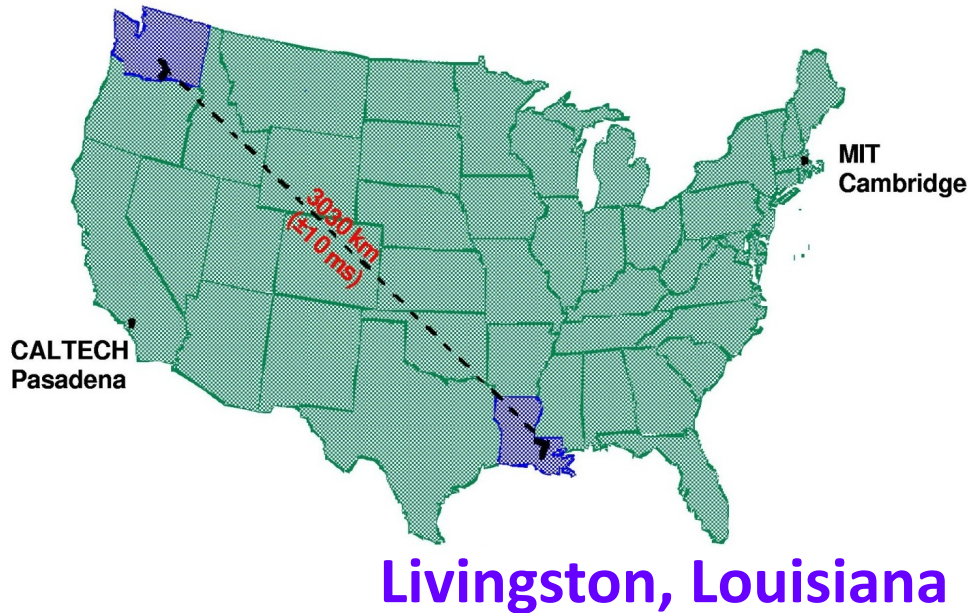 MIT
Cambridge
3030 km
(±10 ms)
CALTECH
Pasadena
Livingston, Louisiana